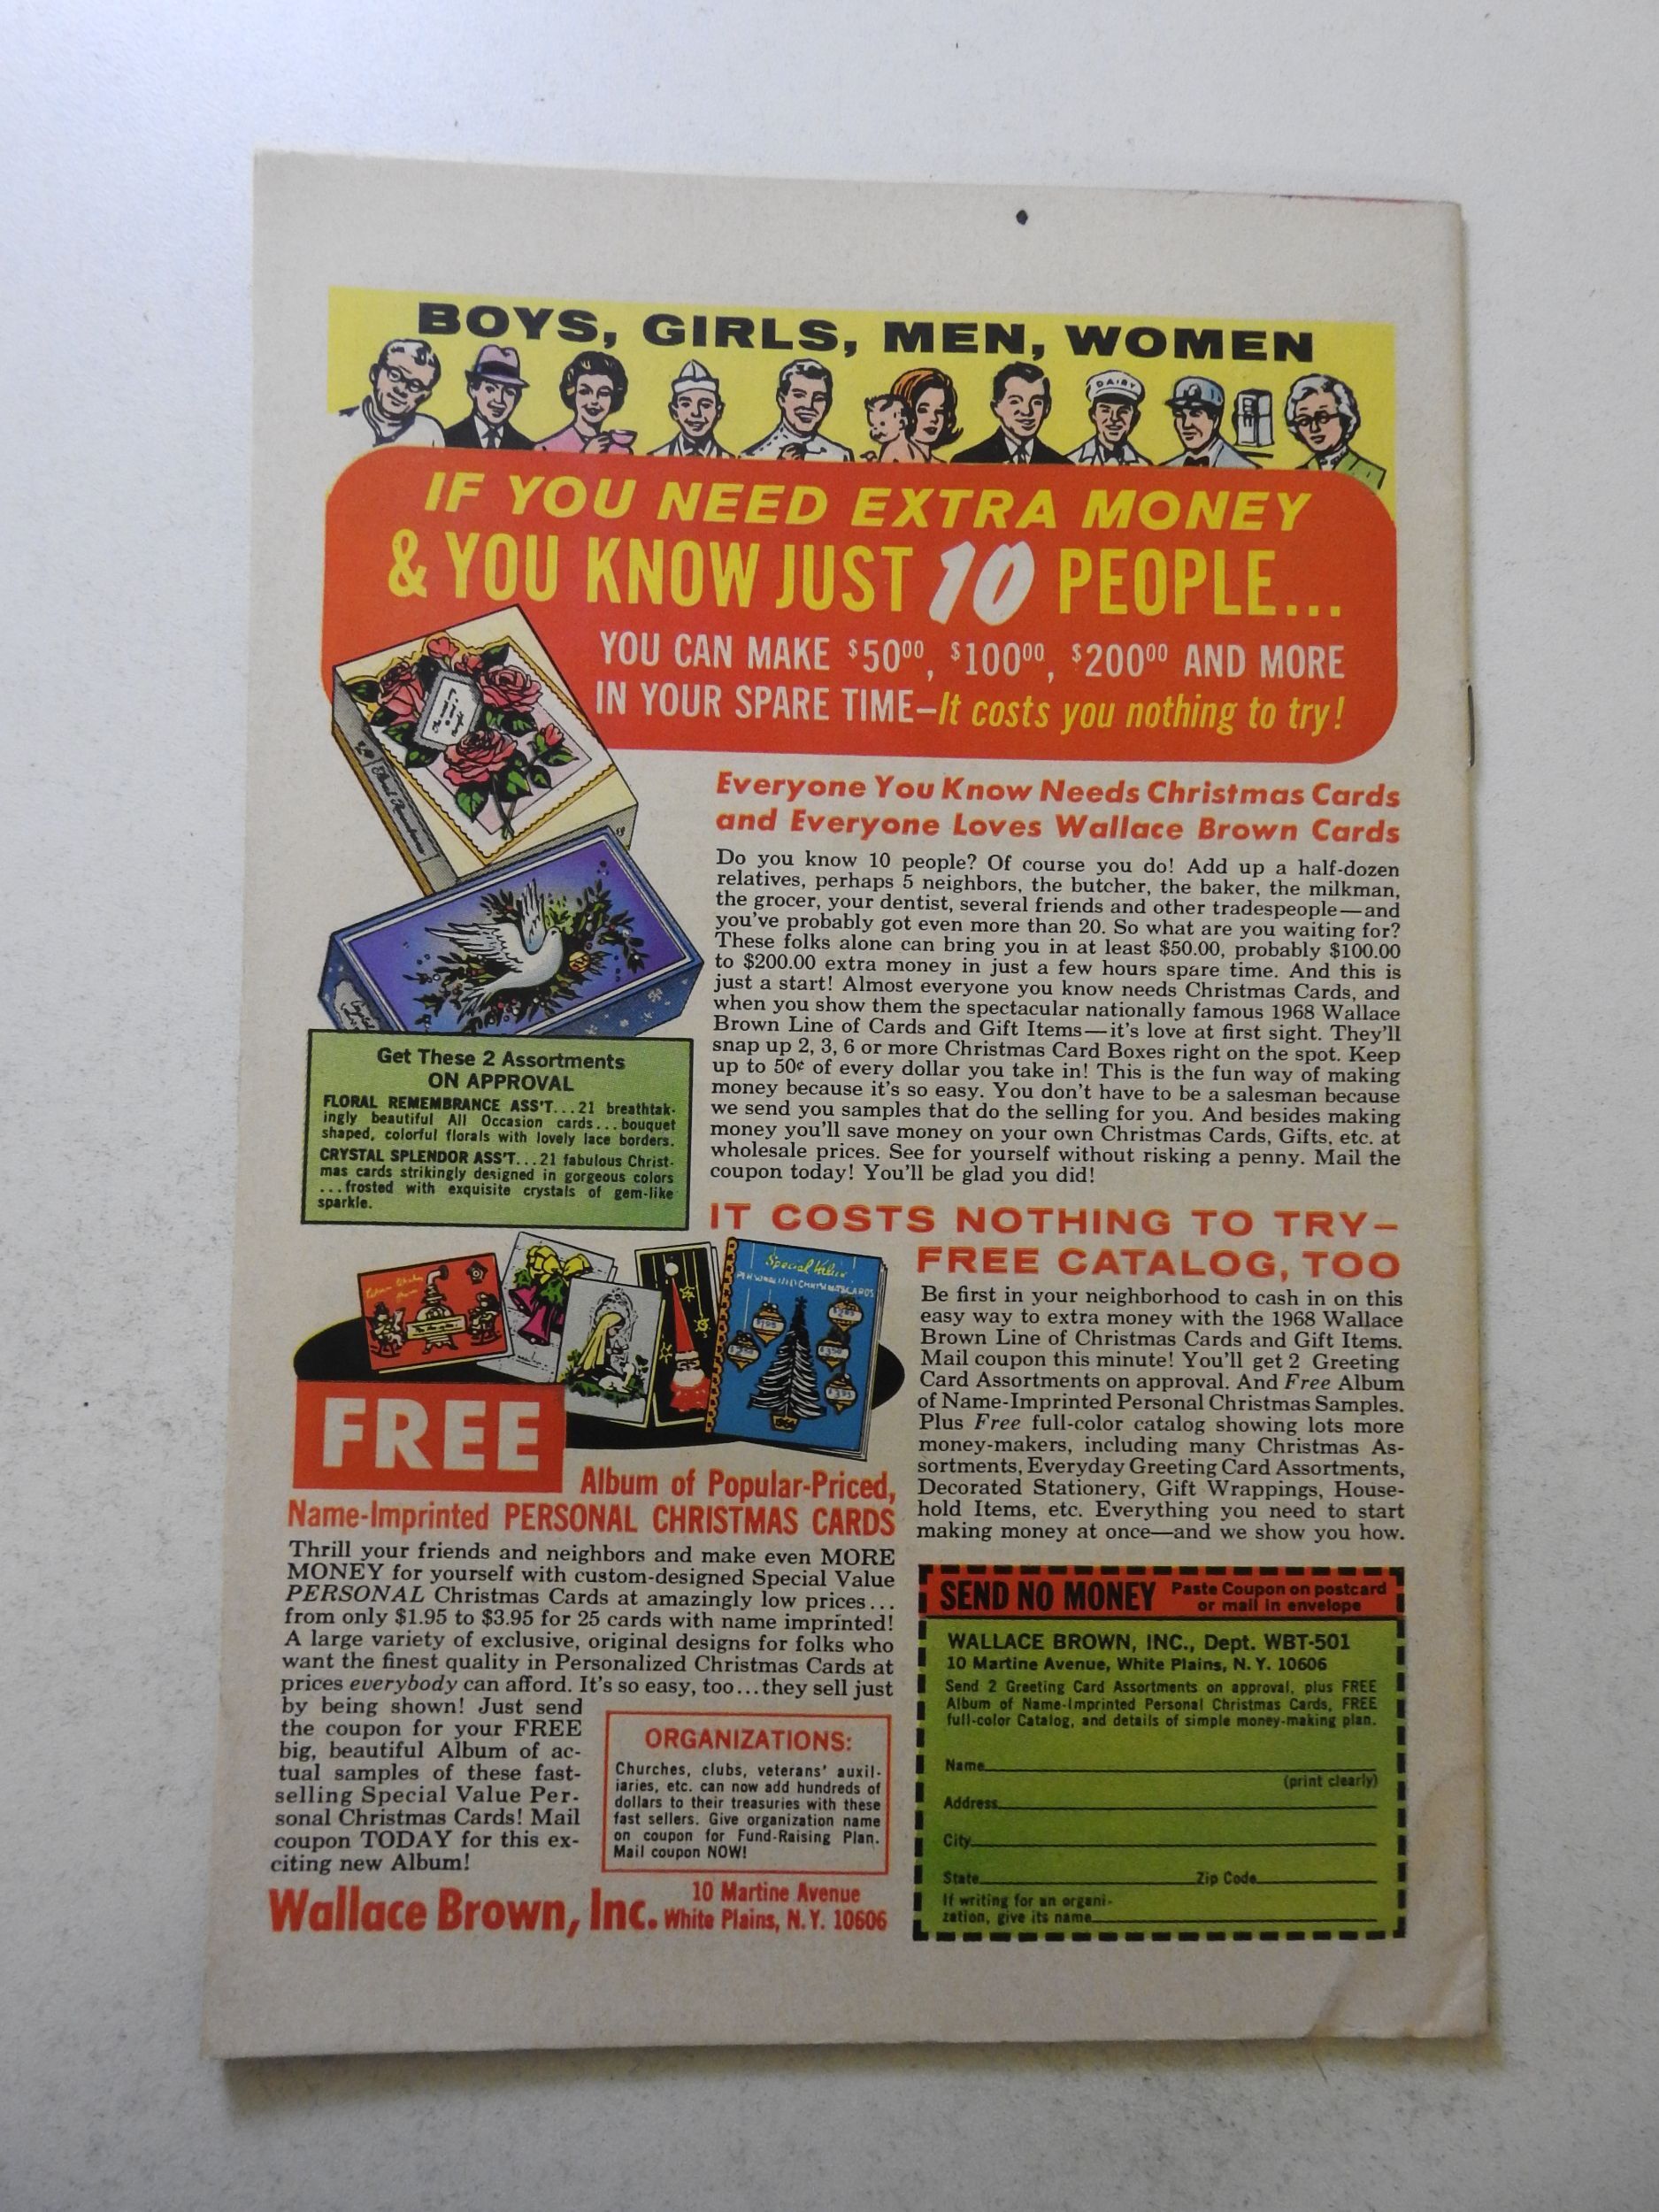 BOYS, GIRLS, MEN, WOMEN
DAIRY
IF YOU NEED EXTRA MONEY
& YOU KNOW JUST 10 PEOPLE...
YOU CAN MAKE $5000, $10000, $20000 AND MORE
IN YOUR SPARE TIME—It costs you nothing to try!
Everyone You Know Needs Christmas Cards
and Everyone Loves Wallace Brown Cards
Do you know 10 people? Of course you do! Add up a half-dozen
relatives, perhaps 5 neighbors, the butcher, the baker, the milkman,
the grocer, your dentist, several friends and other tradespeople—and
you've probably got even more than 20. So what are you waiting for?
These folks alone can bring you in at least $50.00, probably $100.00
to $200.00 extra money in just a few hours spare time. And this is
just a start! Almost everyone you know needs Christmas Cards, and
when you show them the spectacular nationally famous 1968 Wallace
Brown Line of Cards and Gift Items—it's love at first sight. They'll
snap up 2, 3, 6 or more Christmas Card Boxes right on the spot. Keep
up to 50¢ of every dollar you take in! This is the fun way of making
money because it's so easy. You don't have to be a salesman because
we send you samples that do the selling for you. And besides making
money you'll save money on your own Christmas Cards, Gifts, etc. at
wholesale prices. See for yourself without risking a penny. Mail the
coupon today! You'll be glad you did!
Floral Remembrance
Get These 2 Assortments
ON APPROVAL
FLORAL REMEMBRANCE ASS'T...21 breathtak-
ingly beautiful All Occasion cards...bouquet
shaped, colorful florals with lovely lace borders.
CRYSTAL SPLENDOR ASS'T...21 fabulous Christ-
mas cards strikingly designed in gorgeous colors
...frosted with exquisite crystals of gem-like
sparkle.
IT COSTS NOTHING TO TRY—
FREE CATALOG, TOO
Be first in your neighborhood to cash in on this
easy way to extra money with the 1968 Wallace
Brown Line of Christmas Cards and Gift Items.
Mail coupon this minute! You'll get 2 Greeting
Card Assortments on approval. And Free Album
of Name-Imprinted Personal Christmas Samples.
Plus Free full-color catalog showing lots more
money-makers, including many Christmas As-
sortments, Everyday Greeting Card Assortments,
Decorated Stationery, Gift Wrappings, House-
hold Items, etc. Everything you need to start
making money at once—and we show you how.
Special Value
PERSONALIZED CHRISTMAS CARDS
FREE
Album of Popular-Priced,
Name-Imprinted PERSONAL CHRISTMAS CARDS
Thrill your friends and neighbors and make even MORE
MONEY for yourself with custom-designed Special Value
PERSONAL Christmas Cards at amazingly low prices...
from only $1.95 to $3.95 for 25 cards with name imprinted!
A large variety of exclusive, original designs for folks who
want the finest quality in Personalized Christmas Cards at
prices everybody can afford. It's so easy, too...they sell just
by being shown! Just send
the coupon for your FREE
big, beautiful Album of ac-
tual samples of these fast-
selling Special Value Per-
sonal Christmas Cards! Mail
coupon TODAY for this ex-
citing new Album!
ORGANIZATIONS:
Churches, clubs, veterans' auxil-
iaries, etc. can now add hundreds of
dollars to their treasuries with these
fast sellers. Give organization name
on coupon for Fund-Raising Plan.
Mail coupon NOW!
Wallace Brown, Inc. 10 Martine Avenue
White Plains, N.Y. 10606
SEND NO MONEY Paste Coupon on postcard
or mail in envelope
WALLACE BROWN, INC., Dept. WBT-501
10 Martine Avenue, White Plains, N. Y. 10606
Send 2 Greeting Card Assortments on approval, plus FREE
Album of Name-Imprinted Personal Christmas Cards, FREE
full-color Catalog, and details of simple money-making plan.
Name
(print clearly)
Address
City
State Zip Code
If writing for an organi-
zation, give its name